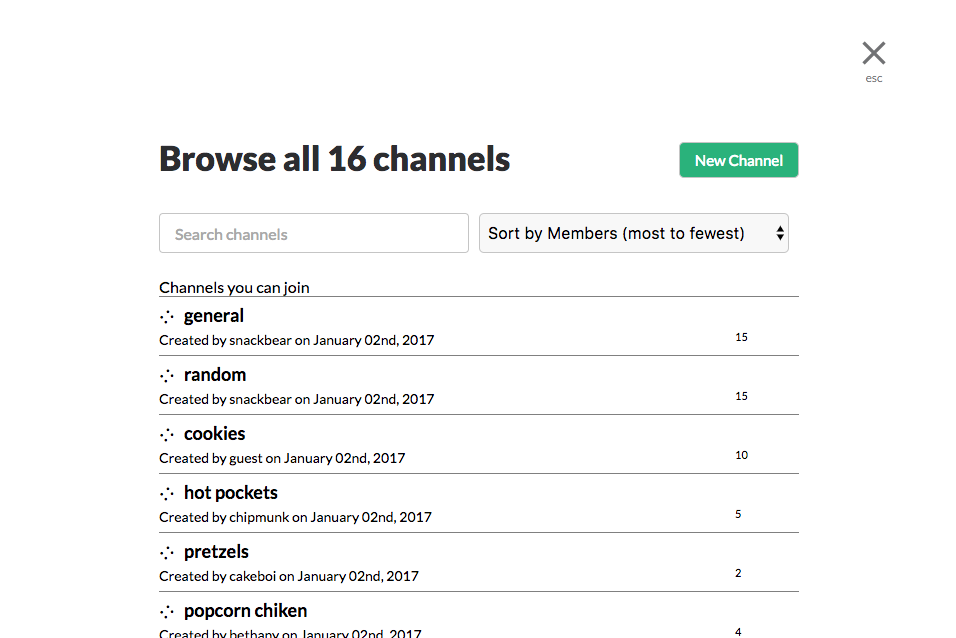 esc
Browse all 16 channels
New Channel
Search channels
Sort by Members (most to fewest)
Channels you can join
general
Created by snackbear on January 02nd, 2017
15
random
Created by snackbear on January 02nd, 2017
15
cookies
Created by guest on January 02nd, 2017
10
hot pockets
Created by chipmunk on January 02nd, 2017
5
pretzels
Created by cakeboi on January 02nd, 2017
2
popcorn chiken
Created by bethany on January 02nd, 2017
4